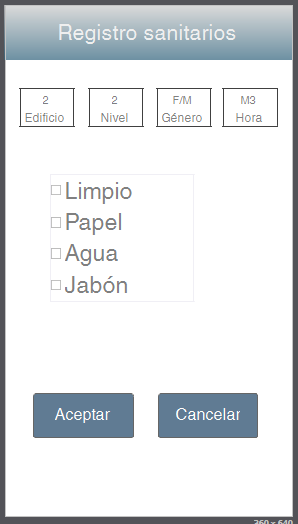 Registro sanitarios
2 2 F/M M3
Edificio Nivel Género Hora
Limpio
Papel
Agua
Jabón
Aceptar Cancelar
360 x 640